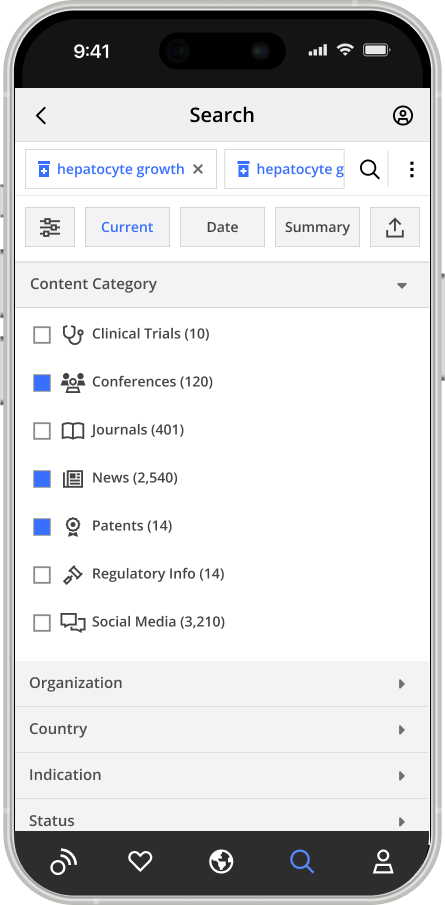 9:41
Search
hepatocyte growth
hepatocyte g
Current Date Summary
Content Category
Clinical Trials (10)
Conferences (120)
Journals (401)
News (2,540)
Patents (14)
Regulatory Info (14)
Social Media (3,210)
Organization
Country
Indication
Status